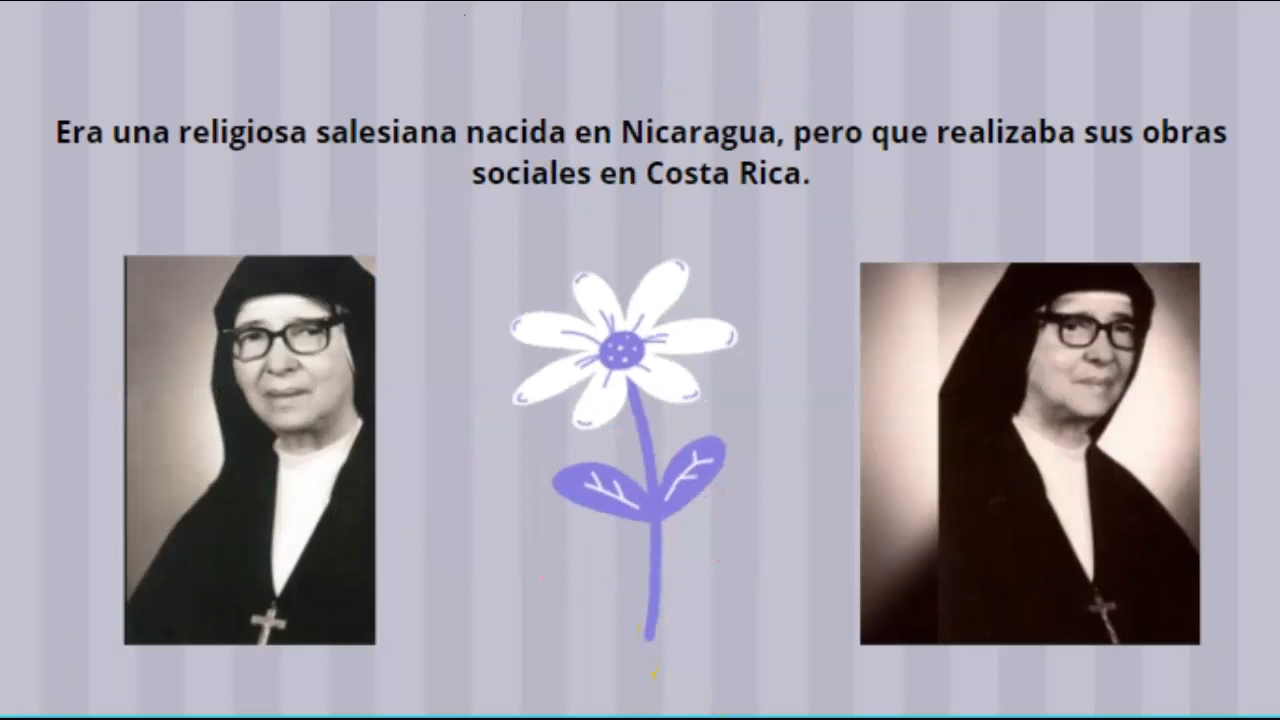 Era una religiosa salesiana nacida en Nicaragua, pero que realizaba sus obras
sociales en Costa Rica.